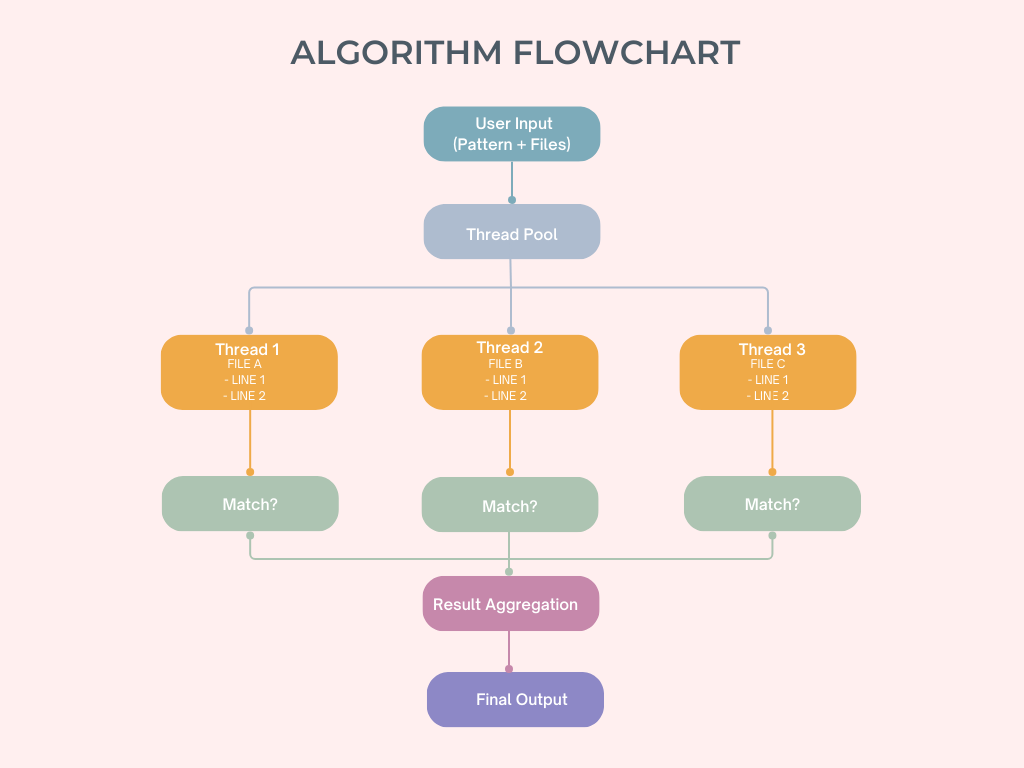 ALGORITHM FLOWCHART
User Input
(Pattern + Files)
Thread Pool
Thread 1
FILE A
- LINE 1
- LINE 2
Thread 2
FILE B
- LINE 1
- LINE 2
Thread 3
FILE C
- LINE 1
- LINE 2
Match?
Match?
Match?
Result Aggregation
Final Output